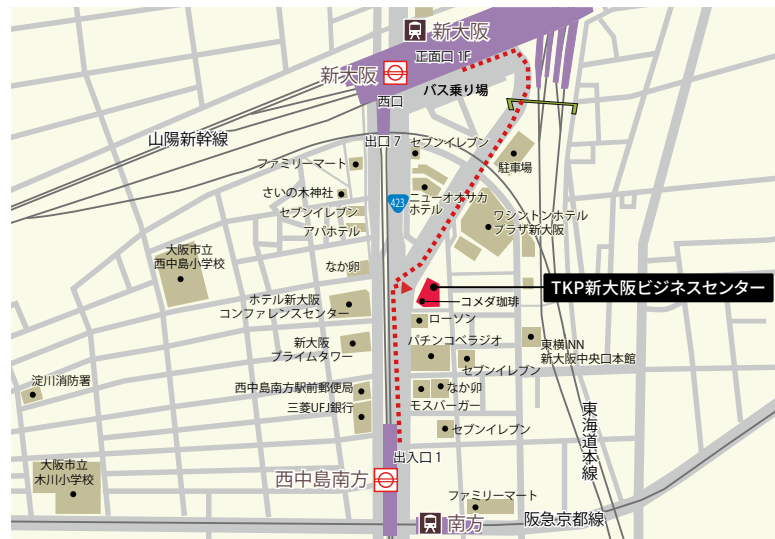 新大阪
正面口 1F
新大阪
バス乗り場
西口
山陽新幹線
出口 7
セブンイレブン
ファミリーマート
駐車場
さいの木神社
423
ニューオオサカ
ホテル
セブンイレブン
ワシントンホテル
プラザ新大阪
アパホテル
大阪市立
西中島小学校
なか卯
TKP新大阪ビジネスセンター
ホテル新大阪
コンファレンスセンター
コメダ珈琲
ローソン
新大阪
プライムタワー
パチンコベラジオ
東横INN
新大阪中央口本館
セブンイレブン
淀川消防署
西中島南方駅前郵便局
なか卯
三菱UFJ銀行
モスバーガー
東海道本線
セブンイレブン
出入口 1
大阪市立
木川小学校
西中島南方
ファミリーマート
南方
阪急京都線